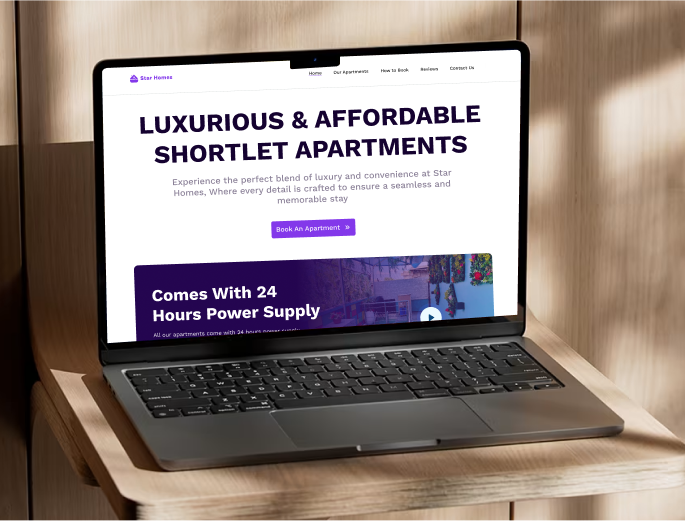 Star Homes
Home Our Apartments How to Book Reviews Contact Us
LUXURIOUS & AFFORDABLE
SHORTLET APARTMENTS
Experience the perfect blend of luxury and convenience at Star
Homes, Where every detail is crafted to ensure a seamless and
memorable stay
Book An Apartment »
Comes With 24
Hours Power Supply
All our apartments come with 24 hours power supply